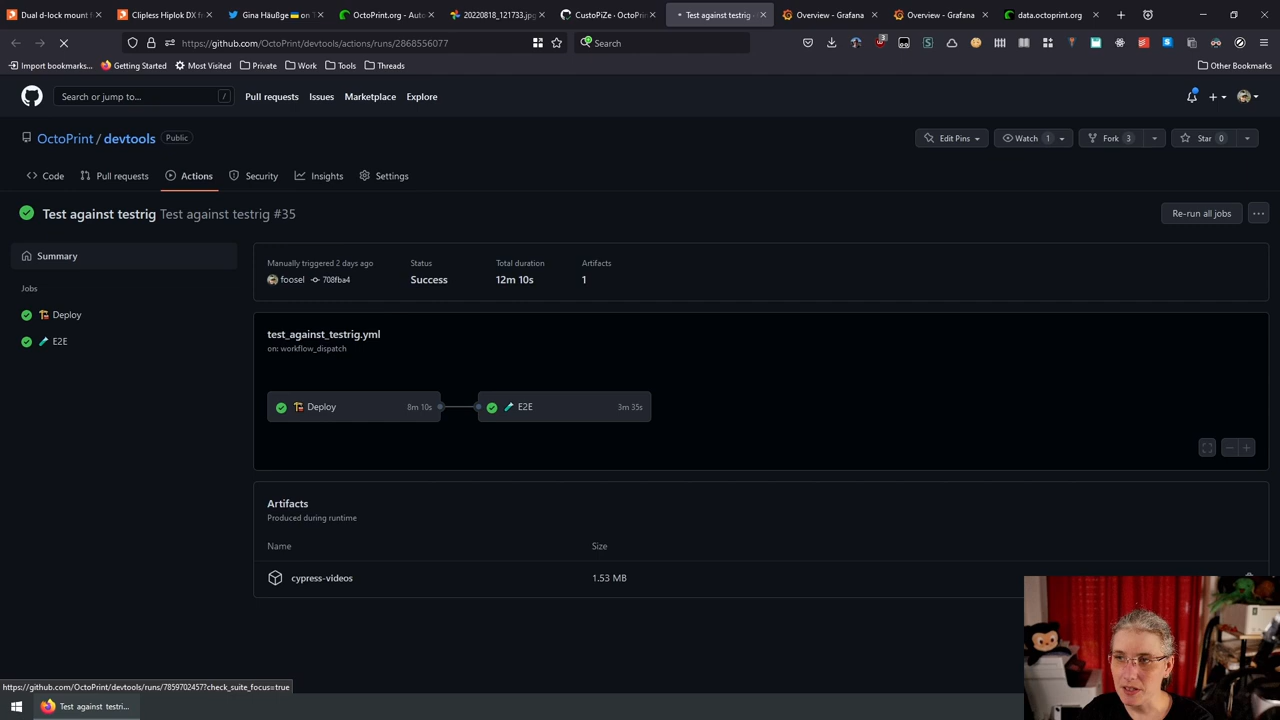 Dual d-lock mount f
Clipless Hiplok DX fr
Gina Häußge 🇺🇦 on T
OctoPrint.org - Auto
20220818_121733.jpg
CustoPiZe · OctoPrin
Test against testrig
Overview - Grafana
Overview - Grafana
data.octoprint.org
https://github.com/OctoPrint/devtools/actions/runs/2868556077
Search
3
Import bookmarks...
Getting Started
Most Visited
Private
Work
Tools
Threads
Other Bookmarks
Search or jump to...
/
Pull requests
Issues
Marketplace
Explore
OctoPrint / devtools
Public
Edit Pins
Watch 1
Fork 3
Star 0
Code
Pull requests
Actions
Security
Insights
Settings
Test against testrig Test against testrig #35
Re-run all jobs
Summary
Jobs
Deploy
E2E
Manually triggered 2 days ago
Status
Total duration
Artifacts
foosel 708fba4
Success
12m 10s
1
test_against_testrig.yml
on: workflow_dispatch
Deploy
8m 10s
E2E
3m 35s
Artifacts
Produced during runtime
Name
Size
cypress-videos
1.53 MB
https://github.com/OctoPrint/devtools/runs/7859702457?check_suite_focus=true
Test against testri...